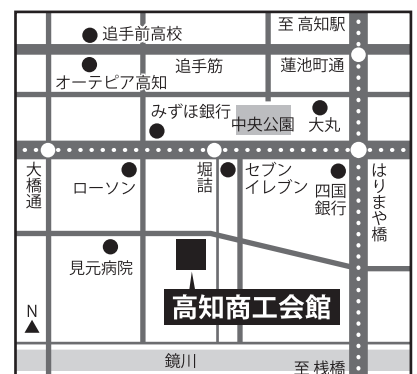 至 高知駅
追手前高校
追手筋
蓮池町通
オーテピア高知
みずほ銀行
中央公園
大丸
大橋通
ローソン
堀詰
セブン
イレブン
四国
銀行
はりまや橋
見元病院
高知商工会館
N
鏡川
至 桟橋